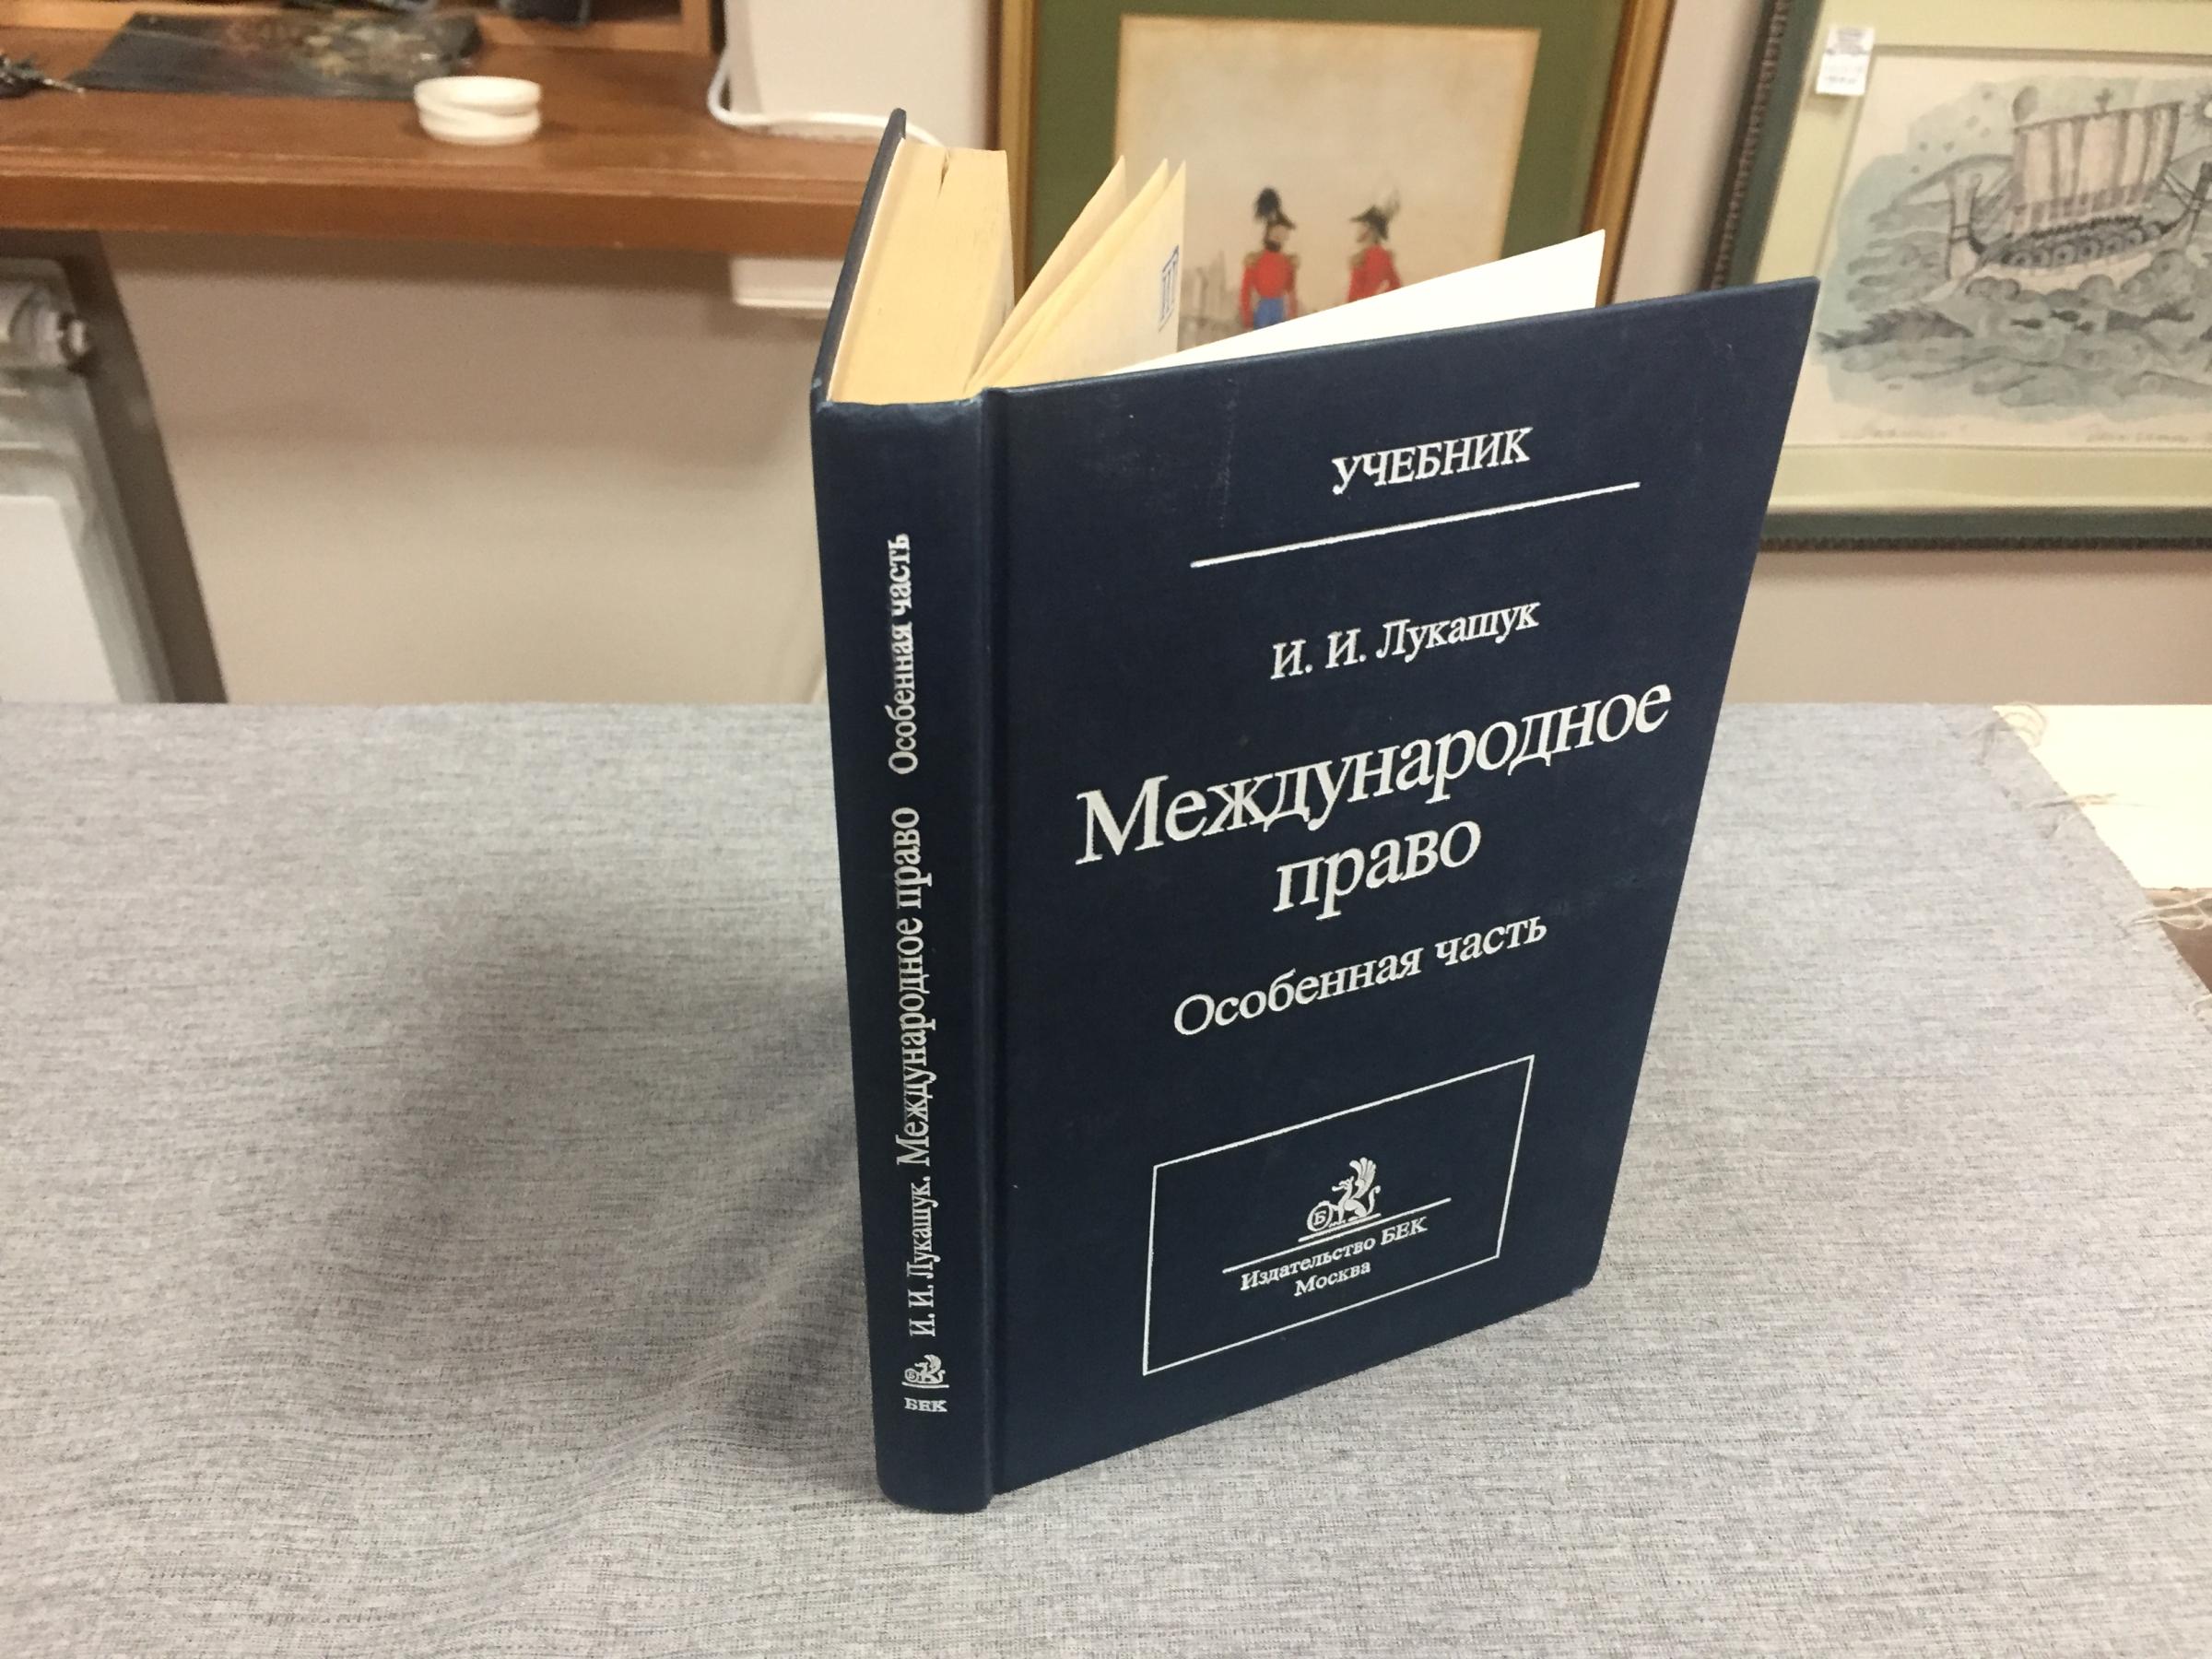 УЧЕБНИК
И. И. Лукашук
Международное
право
Особенная часть
Б
Издательство БЕК
Москва
БЕК
И. И. Лукашук. Международное право Особенная часть